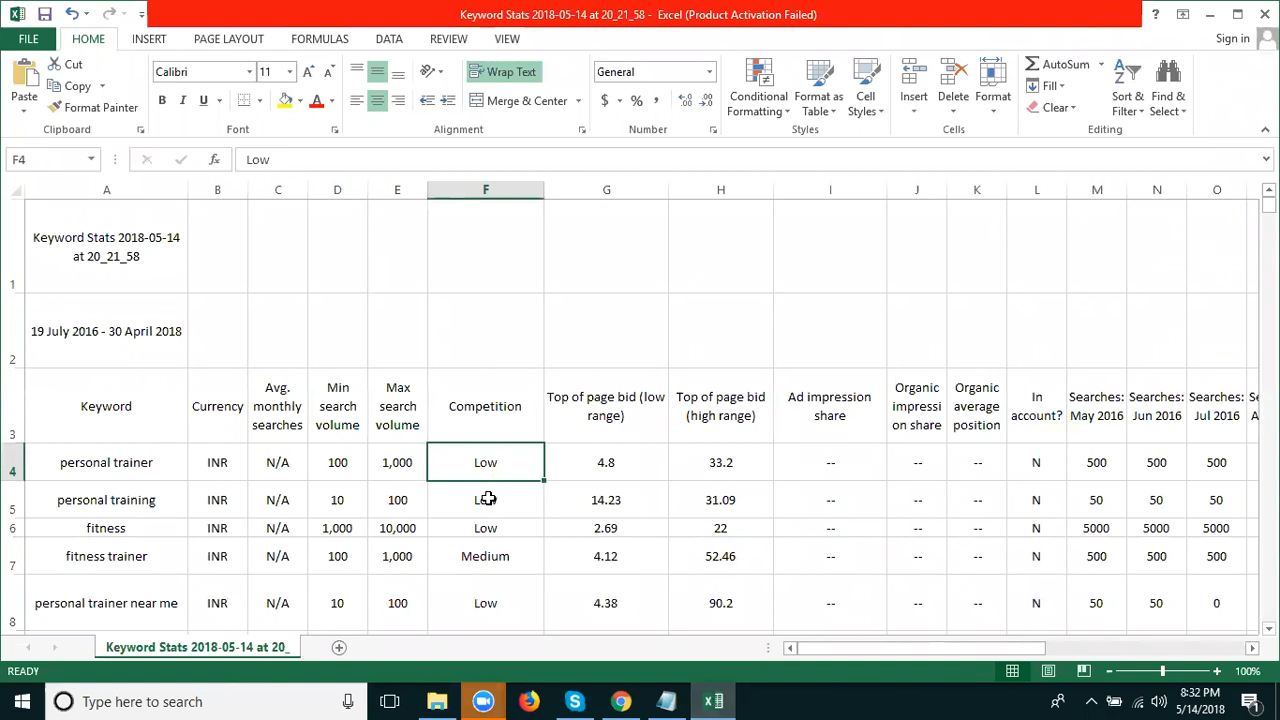 Keyword Stats 2018-05-14 at 20_21_58 - Excel (Product Activation Failed)
?
FILE HOME INSERT PAGE LAYOUT FORMULAS DATA REVIEW VIEW Sign in
Paste Cut Copy Format Painter Clipboard
Calibri 11 B I U A Font
Wrap Text Merge & Center Alignment
General $ % , Number
Conditional Formatting Format as Table Cell Styles Styles
Insert Delete Format Cells
AutoSum Fill Clear Sort & Filter Find & Select Editing
F4 fx Low
A B C D E F G H I J K L M N O
Keyword Stats 2018-05-14
at 20_21_58
1
19 July 2016 - 30 April 2018
2
Keyword Currency Avg. monthly searches Min search volume Max search volume Competition Top of page bid (low range) Top of page bid (high range) Ad impression share Organic impressi on share Organic average position In account? Searches: May 2016 Searches: Jun 2016 Searches: Jul 2016
3
4 personal trainer INR N/A 100 1,000 Low 4.8 33.2 -- -- -- N 500 500 500
5 personal training INR N/A 10 100 14.23 31.09 -- -- -- N 50 50 50
6 fitness INR N/A 1,000 10,000 Low 2.69 22 -- -- -- N 5000 5000 5000
7 fitness trainer INR N/A 100 1,000 Medium 4.12 52.46 -- -- -- N 500 500 500
8 personal trainer near me INR N/A 10 100 Low 4.38 90.2 -- -- -- N 50 50 0
Keyword Stats 2018-05-14 at 20_
READY 100%
Type here to search
8:32 PM
5/14/2018
1